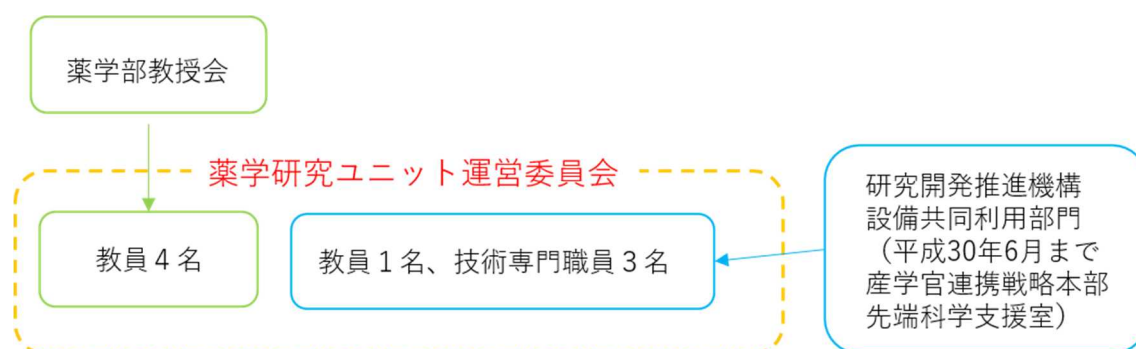 薬学部教授会
薬学研究ユニット運営委員会
教員４名
教員１名、技術専門職員３名
研究開発推進機構
設備共同利用部門
（平成30年6月まで
産学官連携戦略本部
先端科学支援室）